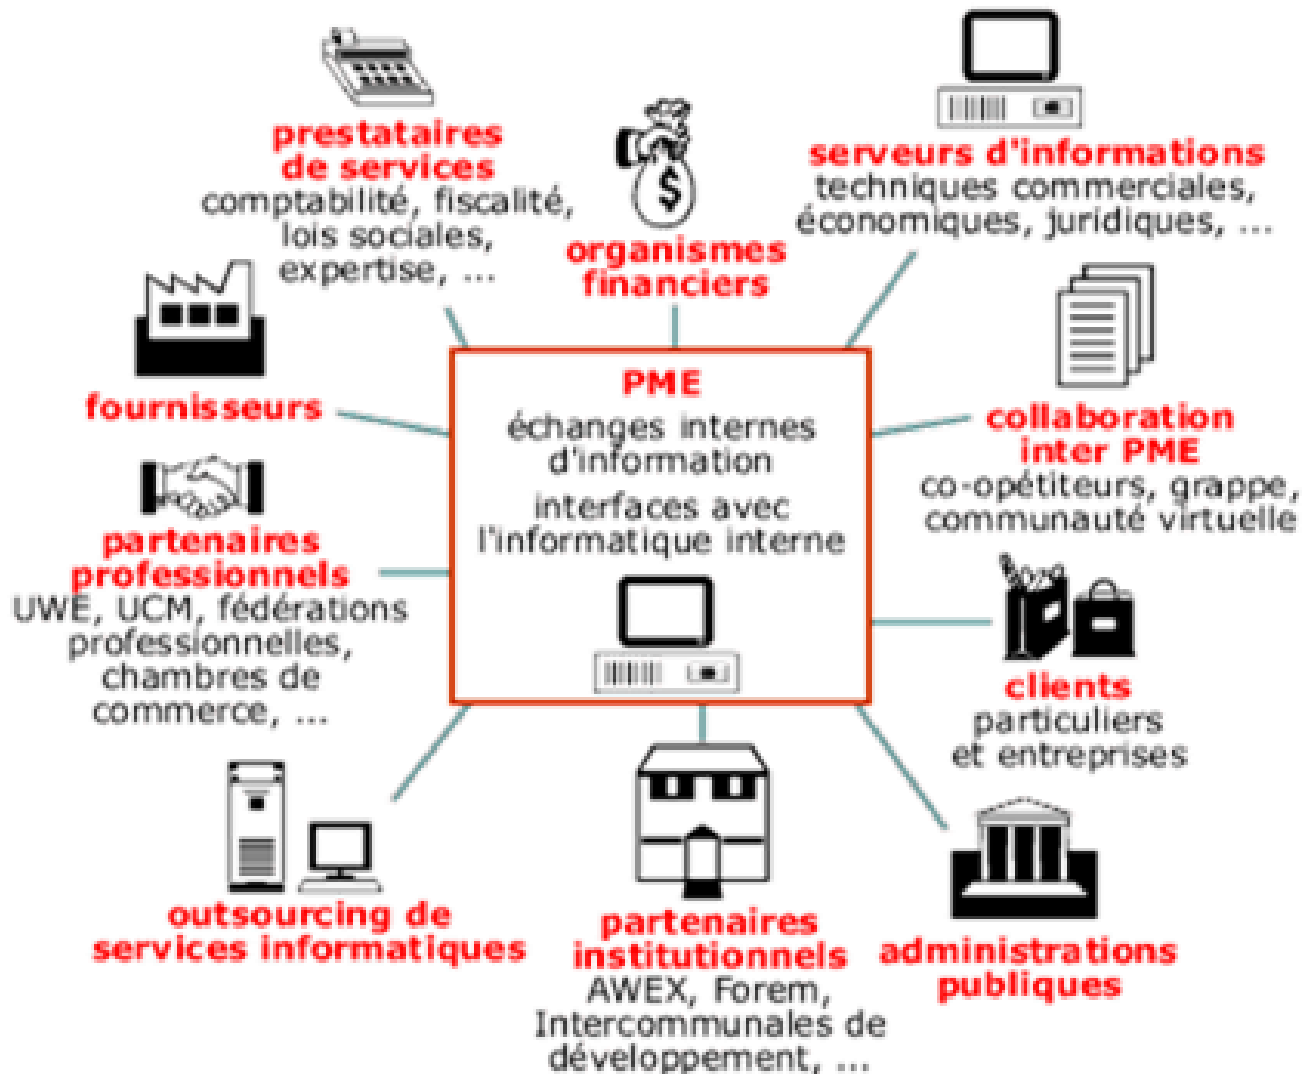 prestataires
de services
comptabilité, fiscalité,
lois sociales,
expertise, ...
organismes
financiers
serveurs d'informations
techniques commerciales,
économiques, juridiques, ...
fournisseurs
PME
échanges internes
d'information
interfaces avec
l'informatique interne
collaboration
inter PME
co-opétiteurs, grappe,
communauté virtuelle
partenaires
professionnels
UWE, UCM, fédérations
professionnelles,
chambres de
commerce, ...
clients
particuliers
et entreprises
outsourcing de
services informatiques
partenaires
institutionnels
AWEX, Forem,
Intercommunales de
développement, ...
administrations
publiques